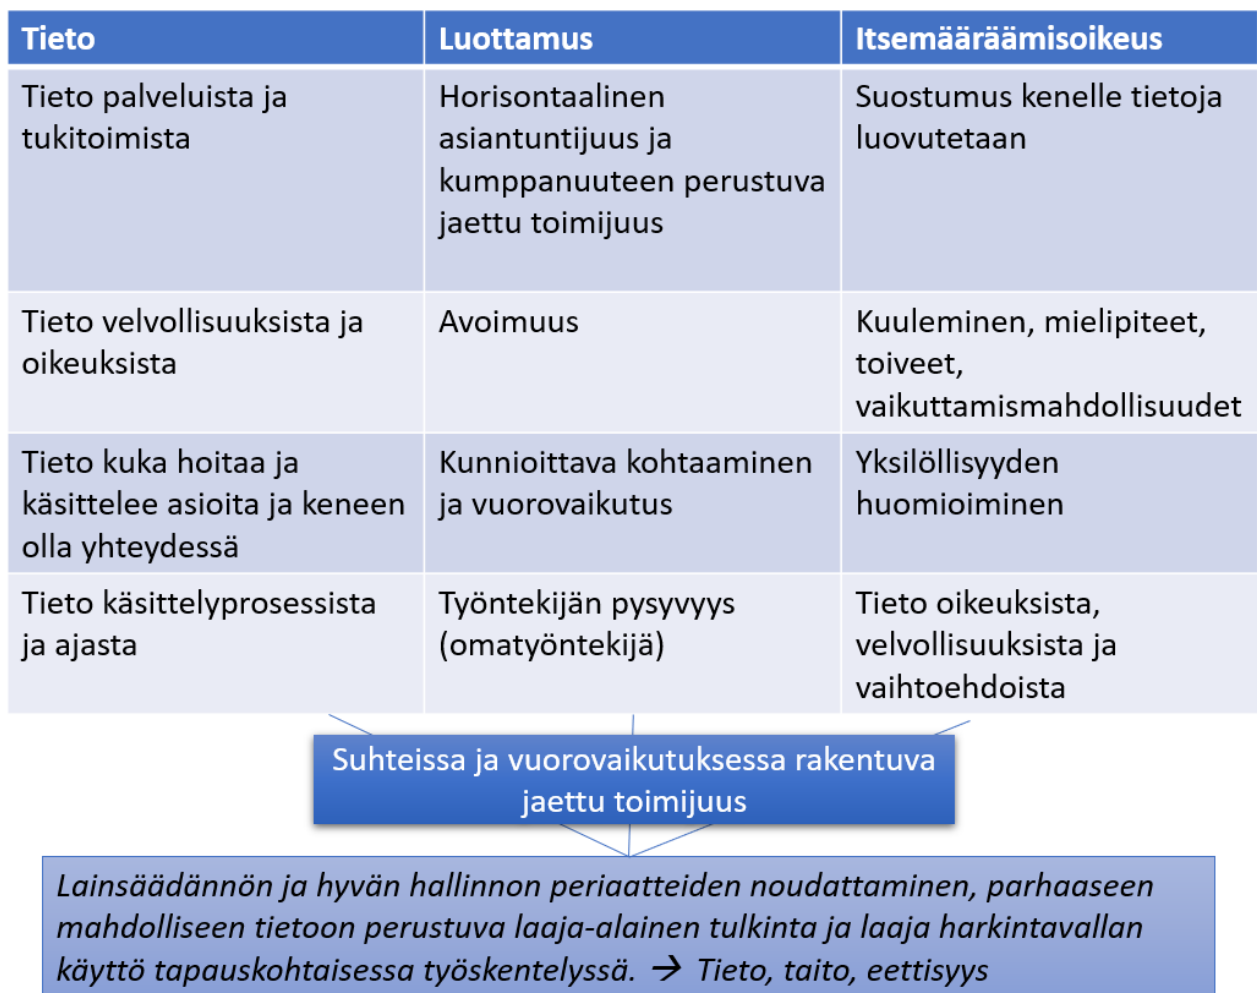 Tieto
Luottamus
Itsemääräämisoikeus
Tieto palveluista ja
tukitoimista
Horisontaalinen
asiantuntijuus ja
kumppanuuteen perustuva
jaettu toimijuus
Suostumus kenelle tietoja
luovutetaan
Tieto velvollisuuksista ja
oikeuksista
Avoimuus
Kuuleminen, mielipiteet,
toiveet,
vaikuttamismahdollisuudet
Tieto kuka hoitaa ja
käsittelee asioita ja keneen
olla yhteydessä
Kunnioittava kohtaaminen
ja vuorovaikutus
Yksilöllisyyden
huomioiminen
Tieto käsittelyprosessista
ja ajasta
Työntekijän pysyvyys
(omatyöntekijä)
Tieto oikeuksista,
velvollisuuksista ja
vaihtoehdoista
Suhteissa ja vuorovaikutuksessa rakentuva
jaettu toimijuus
Lainsäädännön ja hyvän hallinnon periaatteiden noudattaminen, parhaaseen
mahdolliseen tietoon perustuva laaja-alainen tulkinta ja laaja harkintavallan
käyttö tapauskohtaisessa työskentelyssä. → Tieto, taito, eettisyys